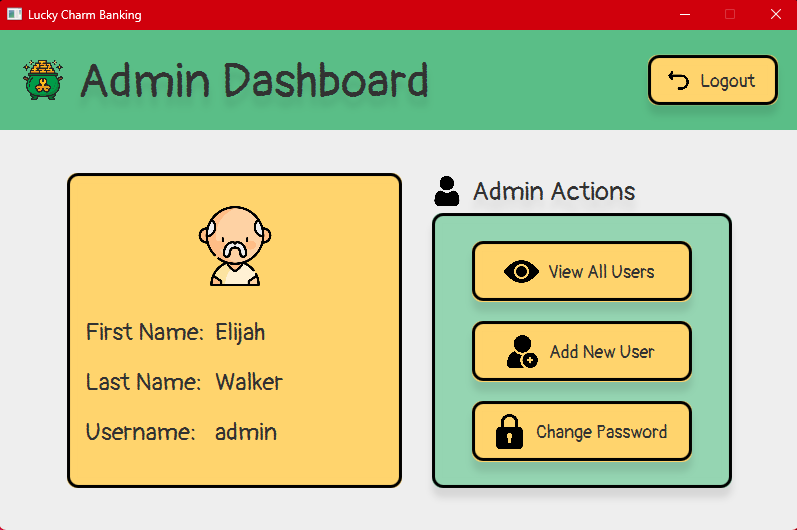 Lucky Charm Banking
Admin Dashboard
Logout
First Name: Elijah
Last Name: Walker
Username: admin
Admin Actions
View All Users
Add New User
Change Password